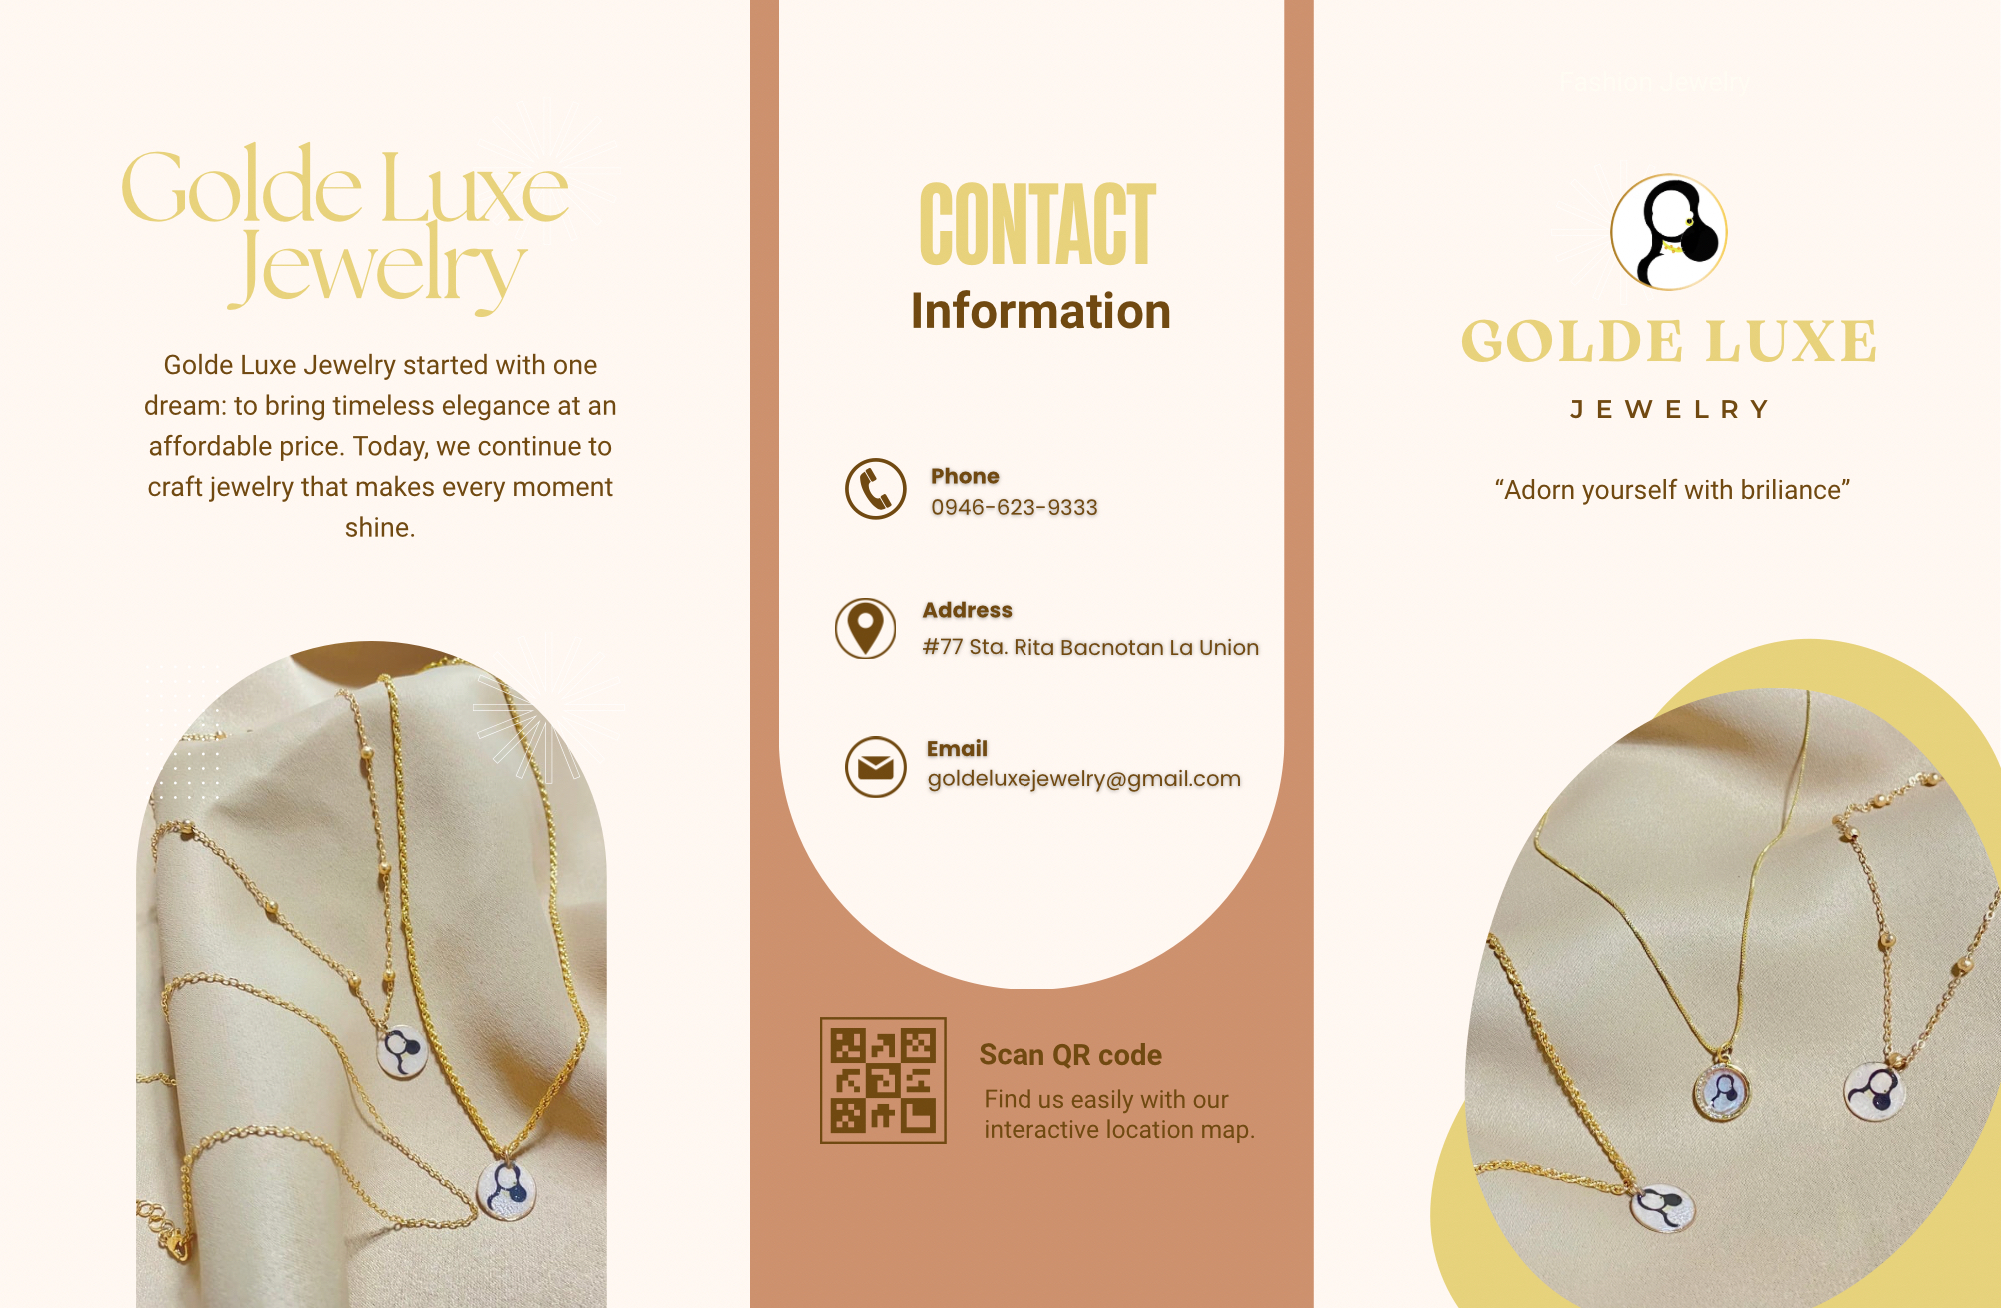 Golde Luxe
Jewelry
Golde Luxe Jewelry started with one
dream: to bring timeless elegance at an
affordable price. Today, we continue to
craft jewelry that makes every moment
shine.
CONTACT
Information
Phone
0946-623-9333
Address
#77 Sta. Rita Bacnotan La Union
Email
goldeluxejewelry@gmail.com
Scan QR code
Find us easily with our
interactive location map.
Fashion Jewelry
GOLDE LUXE
JEWELRY
“Adorn yourself with briliance”